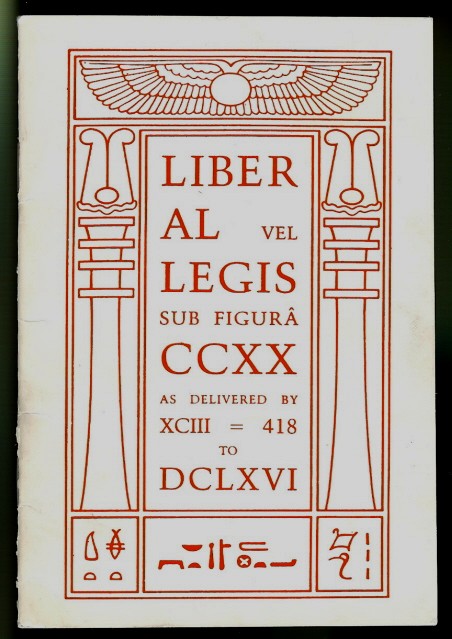 LIBER
AL VEL
LEGIS
SUB FIGURÂ
CCXX
AS DELIVERED BY
XCIII = 418
TO
DCLXVI